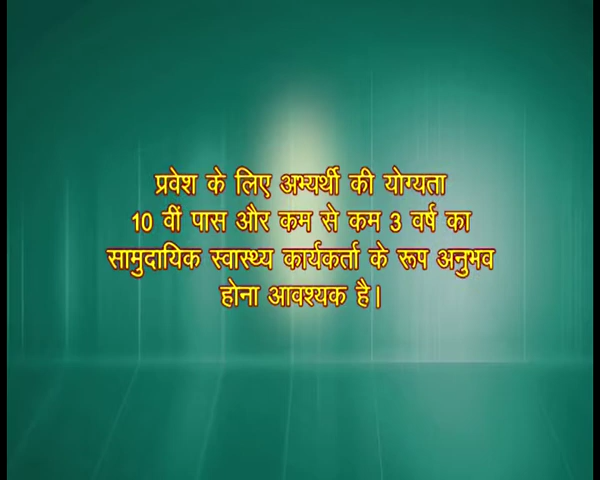 प्रवेश के लिए अभ्यर्थी की योग्यता
10 वीं पास और कम से कम 3 वर्ष का
सामुदायिक स्वास्थ्य कार्यकर्ता के रूप अनुभव
होना आवश्यक है।